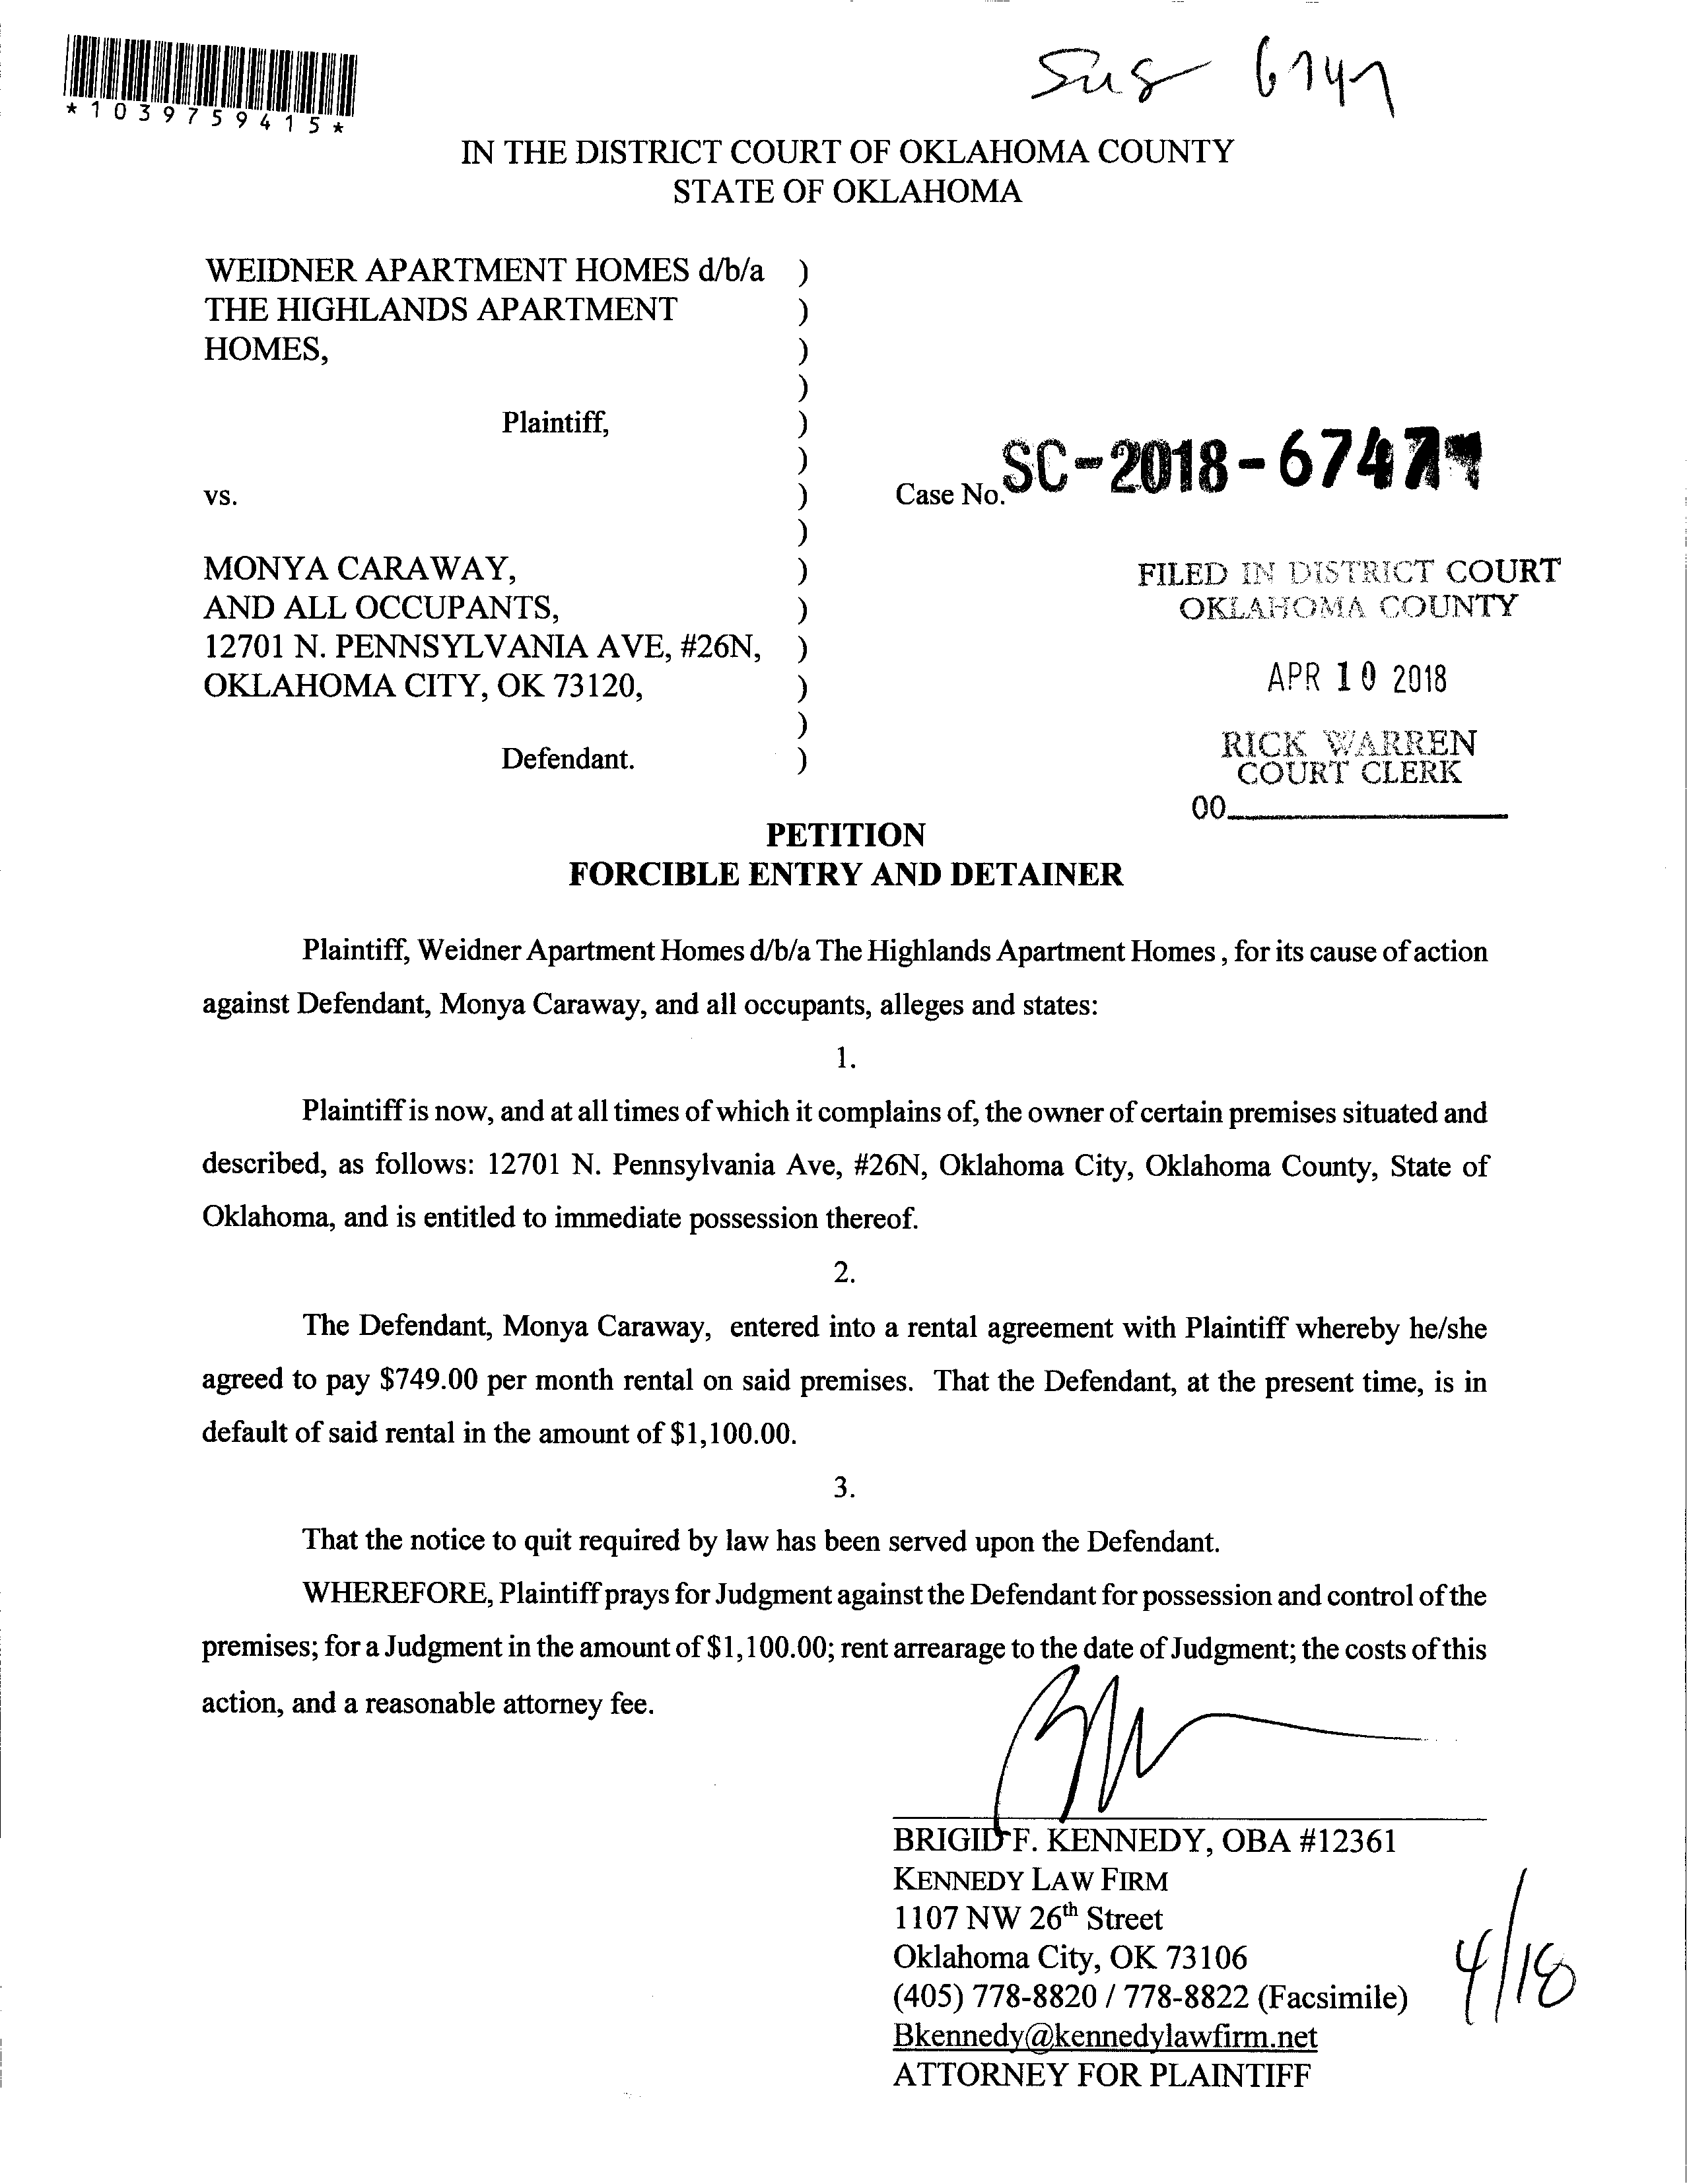 *1039759415*
6747
IN THE DISTRICT COURT OF OKLAHOMA COUNTY
STATE OF OKLAHOMA
WEIDNER APARTMENT HOMES d/b/a )
THE HIGHLANDS APARTMENT )
HOMES, )
)
Plaintiff, )
)
vs. ) Case No. SC-2018-6747
)
MONYA CARAWAY, )
AND ALL OCCUPANTS, )
12701 N. PENNSYLVANIA AVE, #26N, )
OKLAHOMA CITY, OK 73120, )
)
Defendant. )
FILED IN DISTRICT COURT
OKLAHOMA COUNTY
APR 10 2018
RICK WARREN
COURT CLERK
00
PETITION
FORCIBLE ENTRY AND DETAINER
Plaintiff, Weidner Apartment Homes d/b/a The Highlands Apartment Homes , for its cause of action
against Defendant, Monya Caraway, and all occupants, alleges and states:
1.
Plaintiff is now, and at all times of which it complains of, the owner of certain premises situated and
described, as follows: 12701 N. Pennsylvania Ave, #26N, Oklahoma City, Oklahoma County, State of
Oklahoma, and is entitled to immediate possession thereof.
2.
The Defendant, Monya Caraway, entered into a rental agreement with Plaintiff whereby he/she
agreed to pay $749.00 per month rental on said premises. That the Defendant, at the present time, is in
default of said rental in the amount of $1,100.00.
3.
That the notice to quit required by law has been served upon the Defendant.
WHEREFORE, Plaintiff prays for Judgment against the Defendant for possession and control of the
premises; for a Judgment in the amount of $1,100.00; rent arrearage to the date of Judgment; the costs of this
action, and a reasonable attorney fee.
BRIGID F. KENNEDY, OBA #12361
KENNEDY LAW FIRM
1107 NW 26th Street
Oklahoma City, OK 73106
(405) 778-8820 / 778-8822 (Facsimile)
Bkennedy@kennedylawfirm.net
ATTORNEY FOR PLAINTIFF
4/18